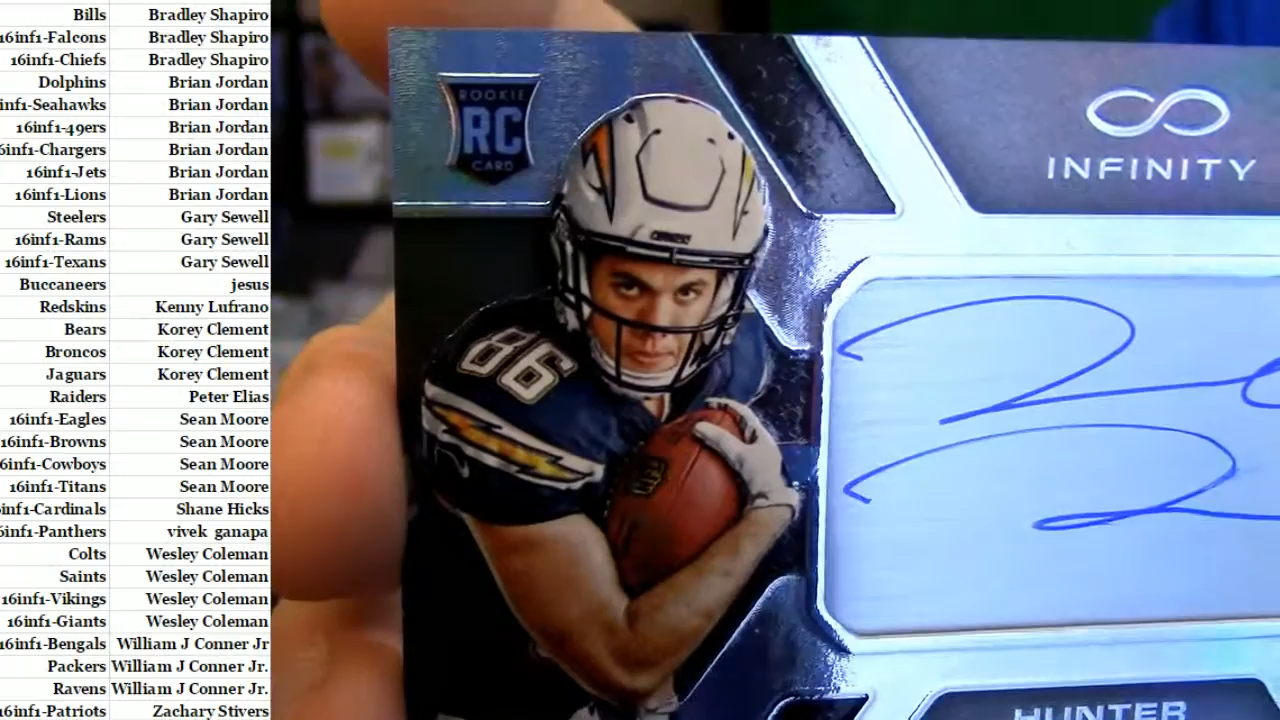 Bills Bradley Shapiro
16inf1-Falcons Bradley Shapiro
16inf1-Chiefs Bradley Shapiro
Dolphins Brian Jordan
inf1-Seahawks Brian Jordan
16inf1-49ers Brian Jordan
6inf1-Chargers Brian Jordan
16inf1-Jets Brian Jordan
16inf1-Lions Brian Jordan
Steelers Gary Sewell
16inf1-Rams Gary Sewell
16inf1-Texans Gary Sewell
Buccaneers jesus
Redskins Kenny Lufrano
Bears Korey Clement
Broncos Korey Clement
Jaguars Korey Clement
Raiders Peter Elias
16inf1-Eagles Sean Moore
16inf1-Browns Sean Moore
6inf1-Cowboys Sean Moore
16inf1-Titans Sean Moore
inf1-Cardinals Shane Hicks
6inf1-Panthers vivek ganapa
Colts Wesley Coleman
Saints Wesley Coleman
16inf1-Vikings Wesley Coleman
16inf1-Giants Wesley Coleman
16inf1-Bengals William J Conner Jr
Packers William J Conner Jr.
Ravens William J Conner Jr.
16inf1-Patriots Zachary Stivers
ROOKIE
RC
CARD
INFINITY
86
HUNTER